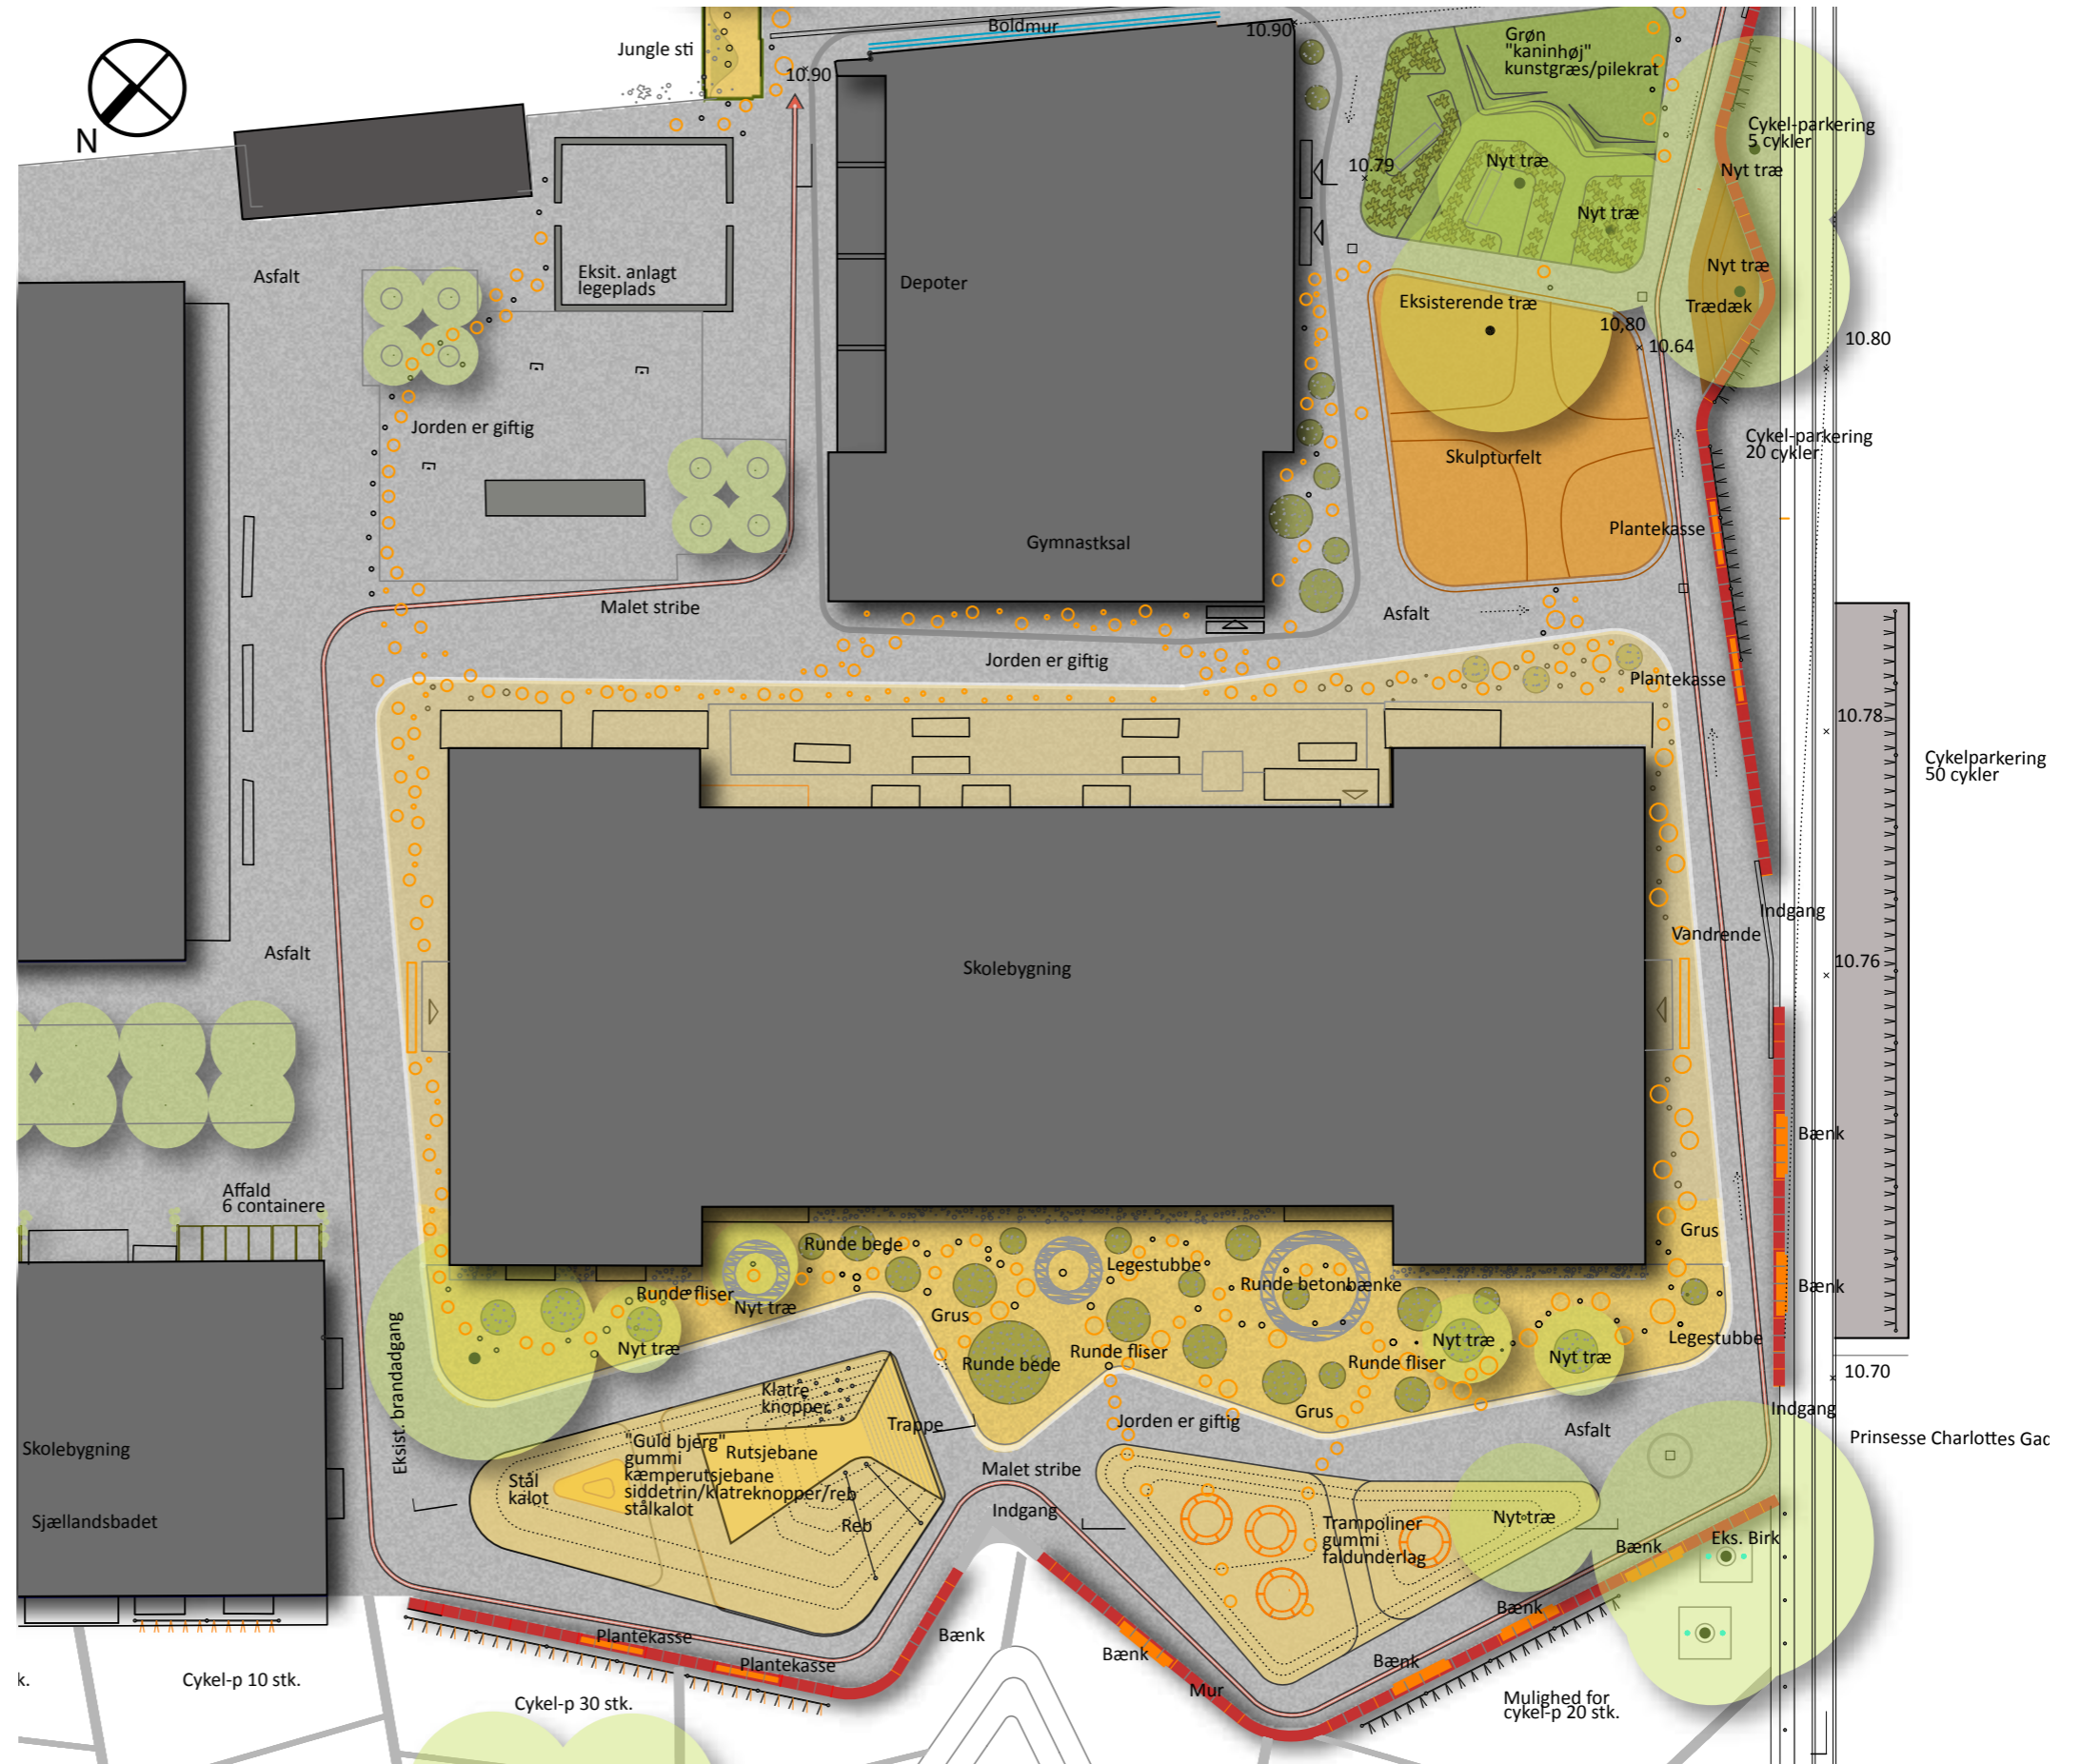 Boldmur
10.90
Grøn
"kaninhøj"
kunstgræs/pilekrat
Jungle sti
10.90
N
Cykel-parkering
5 cykler
10.79
Nyt træ
Nyt træ
Nyt træ
Asfalt
Eksit. anlagt
legeplads
Depoter
Nyt træ
Eksisterende træ
Trædæk
10,80
10.64
10.80
Jorden er giftig
Cykel-parkering
20 cykler
Skulpturfelt
Plantekasse
Gymnastksal
Malet stribe
Asfalt
Jorden er giftig
Plantekasse
10.78
Cykelparkering
50 cykler
Indgang
Vandrende
Asfalt
10.76
Skolebygning
Bænk
Affald
6 containere
Grus
Runde bede
Legestubbe
Runde betonbænke
Bænk
Runde fliser
Nyt træ
Grus
Legestubbe
Nyt træ
Nyt træ
Runde fliser
Nyt træ
Runde bede
Runde fliser
10.70
Eksist. brandadgang
Klatre
knopper
Trappe
Jorden er giftig
Grus
Indgang
Asfalt
Prinsesse Charlottes Gac
Skolebygning
"Guld bjerg"
gummi
kæmperutsjebane
siddetrin/klatreknopper/reb
stålkalot
Rutsjebane
Malet stribe
Stål
kalot
Indgang
Reb
Nyt træ
Sjællandsbadet
Trampoliner
gummi
faldunderlag
Eks. Birk
Bænk
Bænk
Plantekasse
Bænk
Plantekasse
Bænk
Bænk
k.
Cykel-p 10 stk.
Mur
Cykel-p 30 stk.
Mulighed for
cykel-p 20 stk.